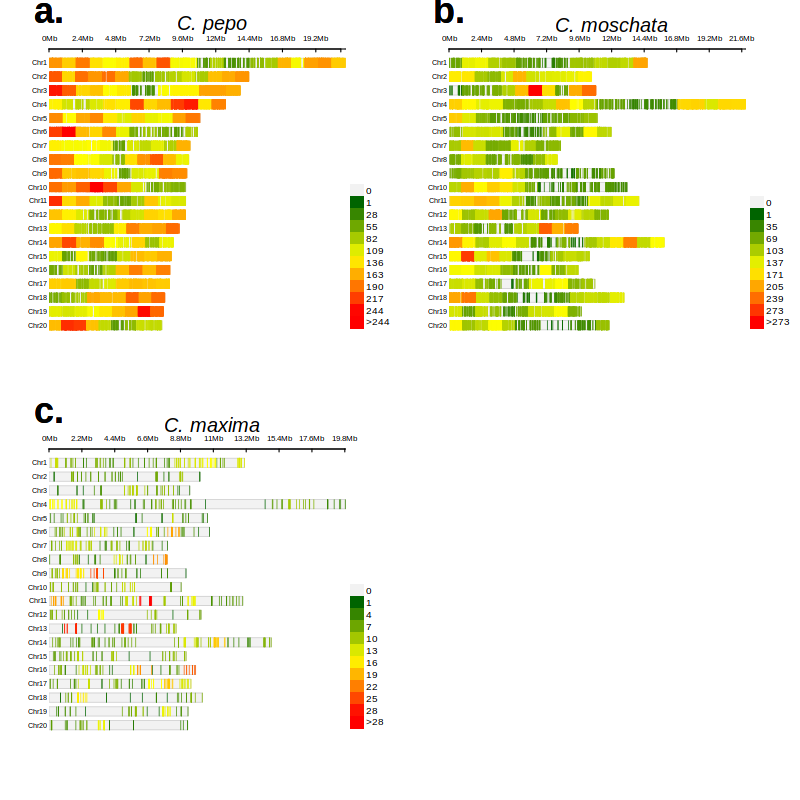 a.
C. pepo
0Mb 2.4Mb 4.8Mb 7.2Mb 9.6Mb 12Mb 14.4Mb 16.8Mb 19.2Mb
Chr1
Chr2
Chr3
Chr4
Chr5
Chr6
Chr7
Chr8
Chr9
Chr10
Chr11
Chr12
Chr13
Chr14
Chr15
Chr16
Chr17
Chr18
Chr19
Chr20
0
1
28
55
82
109
136
163
190
217
244
>244
b.
C. moschata
0Mb 2.4Mb 4.8Mb 7.2Mb 9.6Mb 12Mb 14.4Mb 16.8Mb 19.2Mb 21.6Mb
Chr1
Chr2
Chr3
Chr4
Chr5
Chr6
Chr7
Chr8
Chr9
Chr10
Chr11
Chr12
Chr13
Chr14
Chr15
Chr16
Chr17
Chr18
Chr19
Chr20
0
1
35
69
103
137
171
205
239
273
>273
c.
C. maxima
0Mb 2.2Mb 4.4Mb 6.6Mb 8.8Mb 11Mb 13.2Mb 15.4Mb 17.6Mb 19.8Mb
Chr1
Chr2
Chr3
Chr4
Chr5
Chr6
Chr7
Chr8
Chr9
Chr10
Chr11
Chr12
Chr13
Chr14
Chr15
Chr16
Chr17
Chr18
Chr19
Chr20
0
1
4
7
10
13
16
19
22
25
28
>28